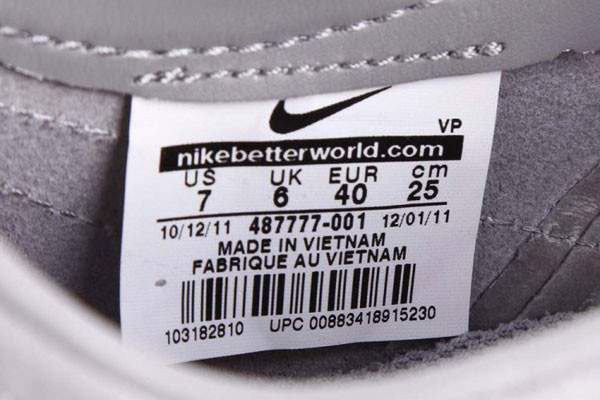 VP
nikebetterworld.com
US UK EUR cm
7 6 40 25
10/12/11 487777-001 12/01/11
MADE IN VIETNAM
FABRIQUE AU VIETNAM
103182810 UPC 00883418915230